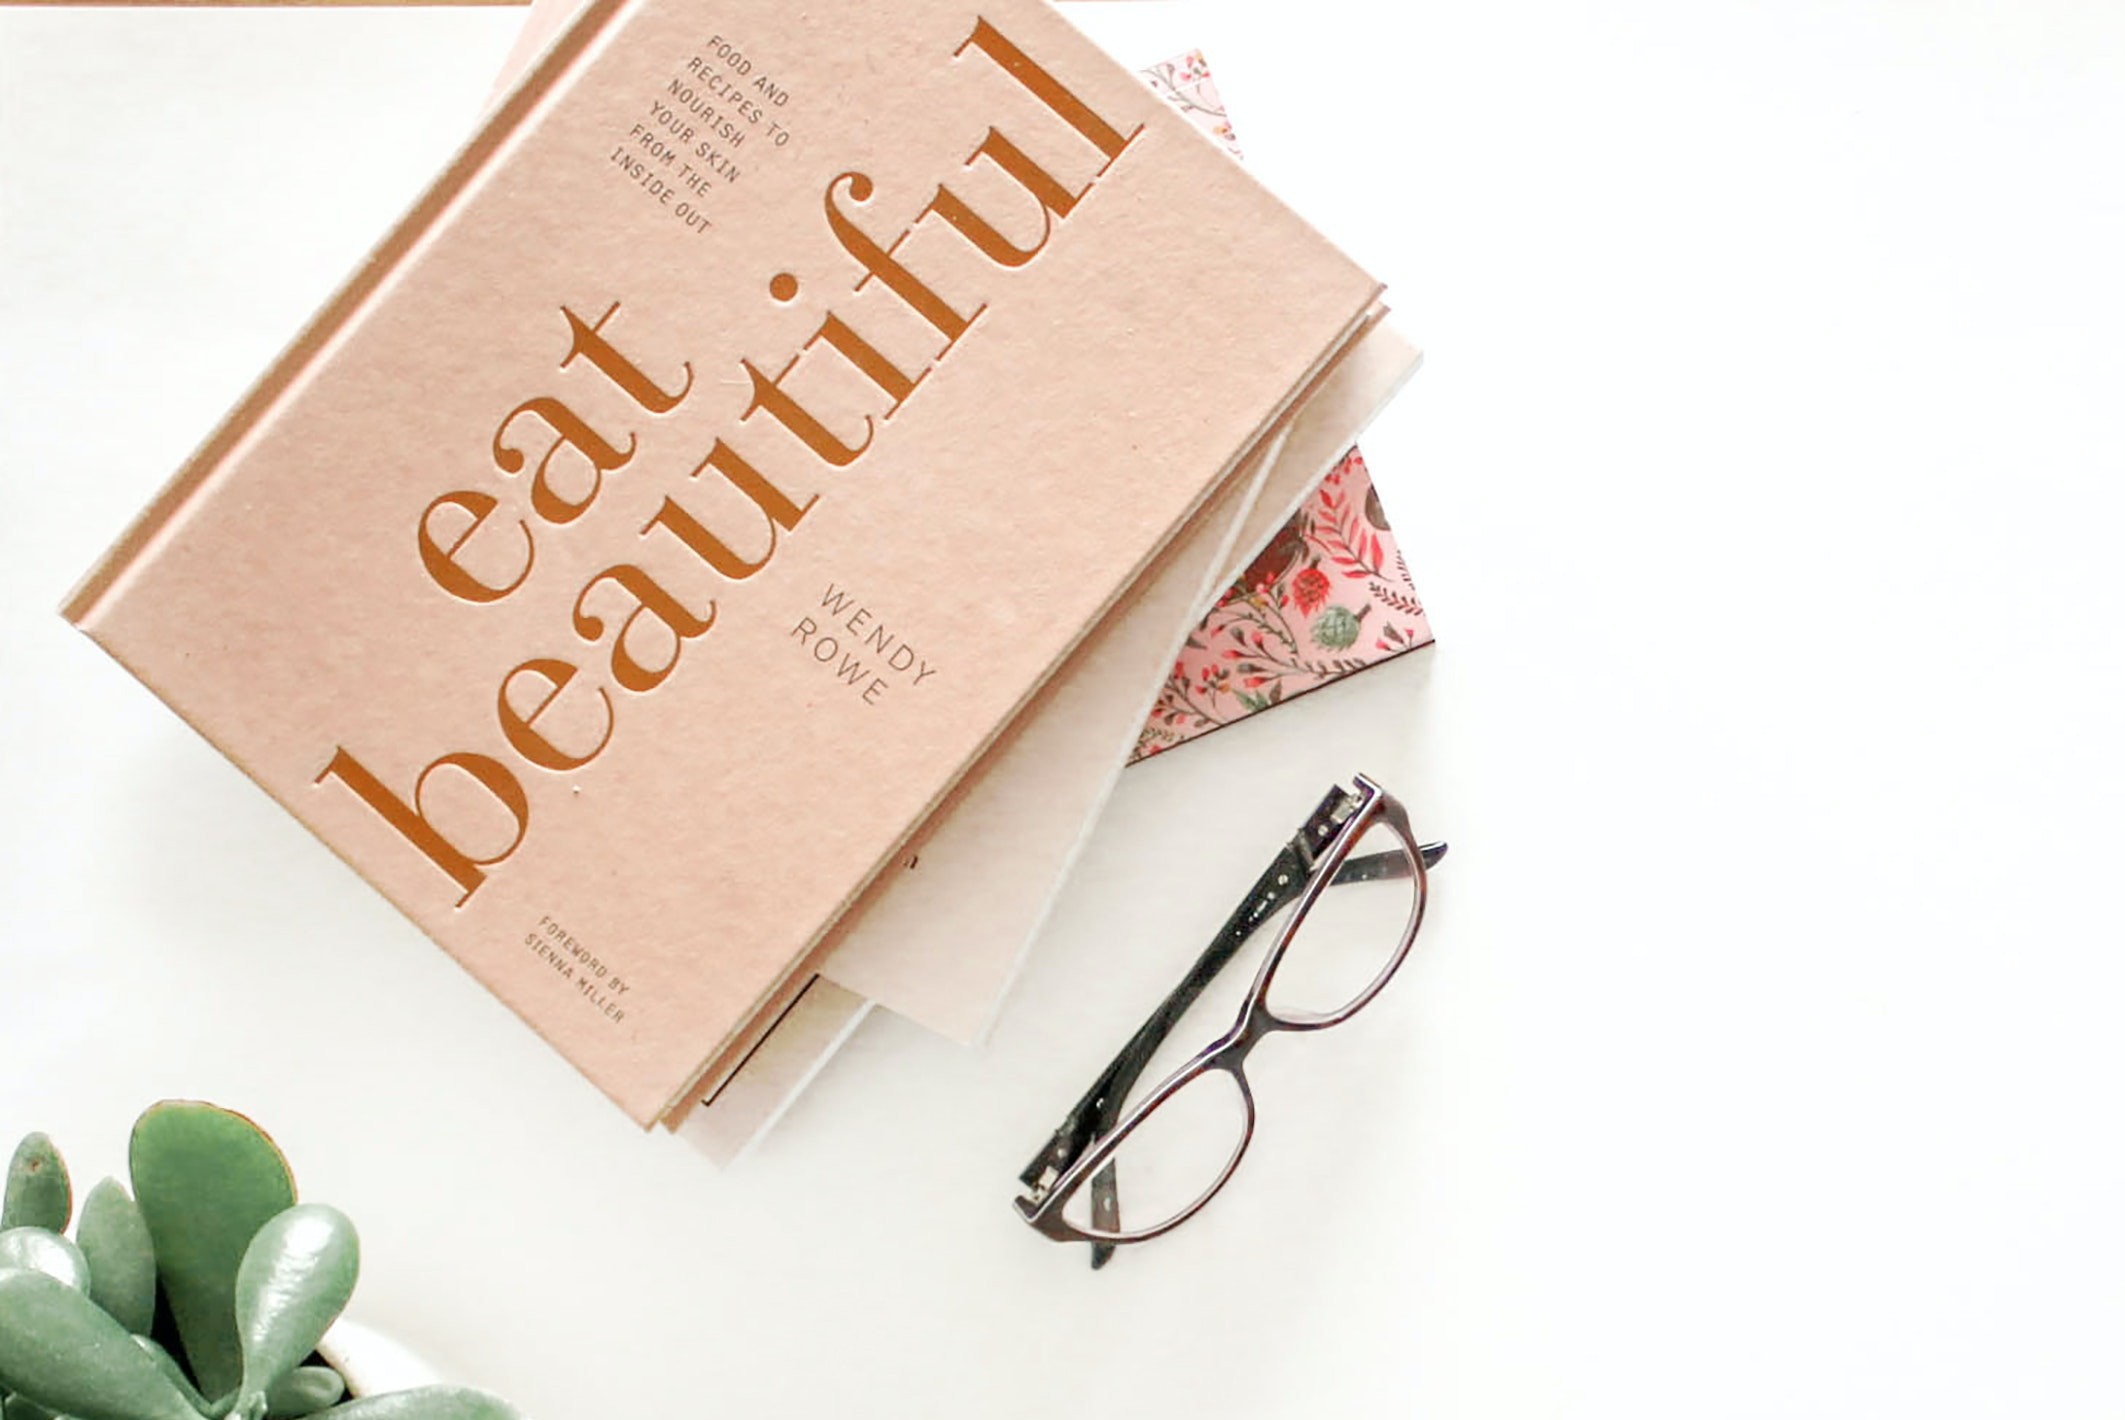 FOOD AND
RECIPES TO
NOURISH
YOUR SKIN
FROM THE
INSIDE OUT
eat
beautiful
WENDY
ROWE
FOREWORD BY
SIENNA MILLER